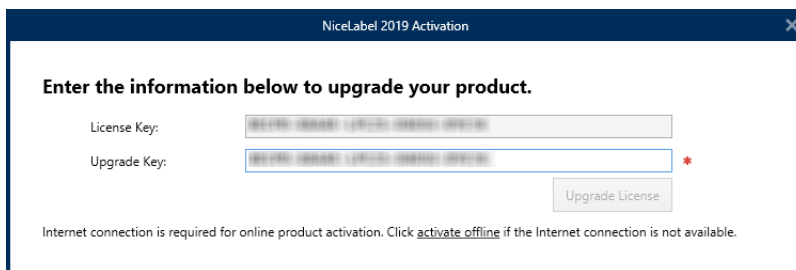 NiceLabel 2019 Activation
Enter the information below to upgrade your product.
License Key:
Upgrade Key: *
Upgrade License
Internet connection is required for online product activation. Click activate offline if the Internet connection is not available.